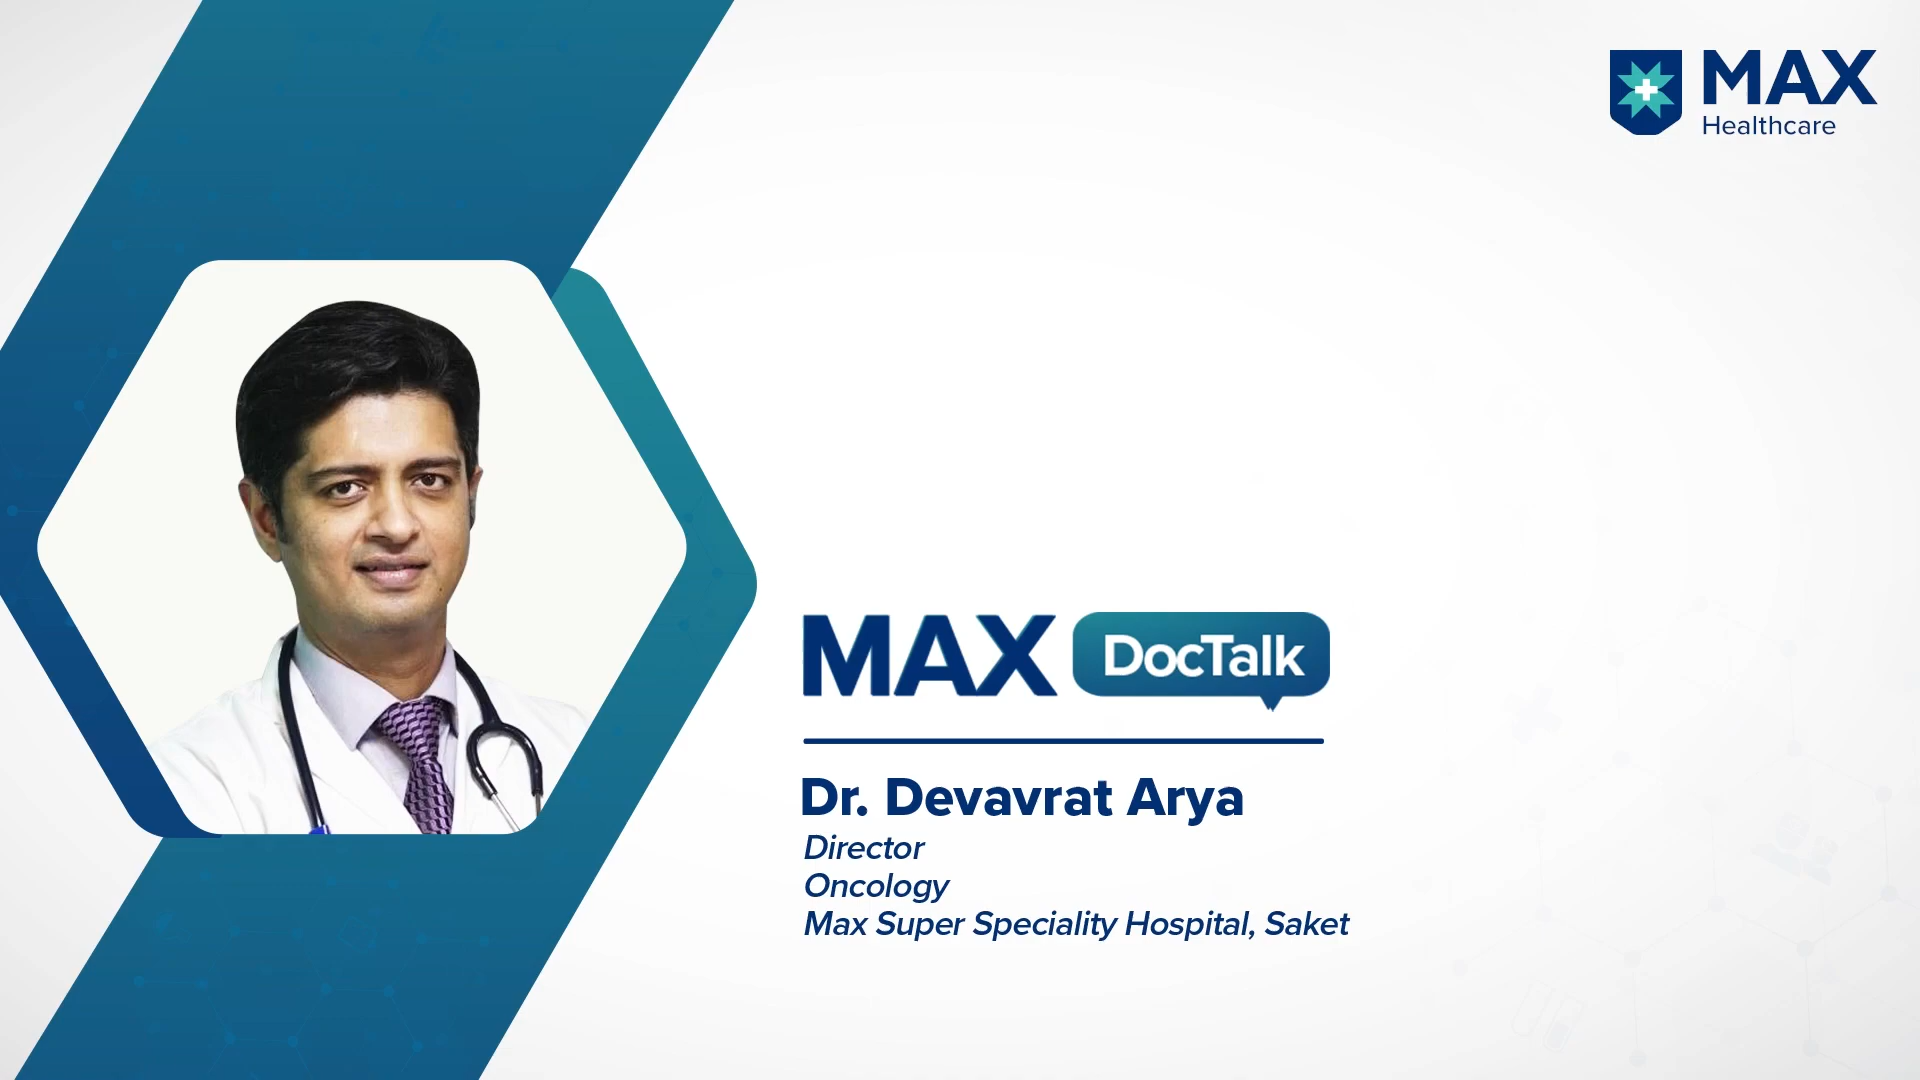 MAX
Healthcare
MAX DocTalk
Dr. Devavrat Arya
Director
Oncology
Max Super Speciality Hospital, Saket